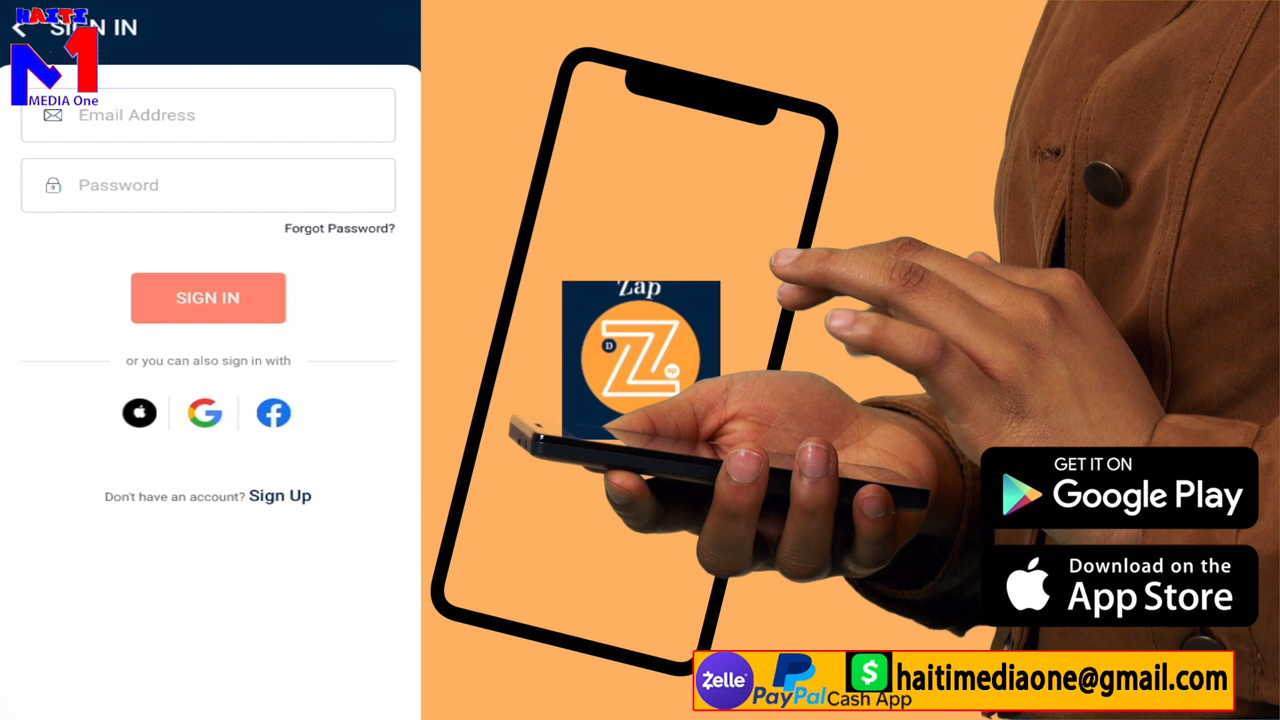 HAITI
SIGN IN
M1
MEDIA One
Email Address
Password
Forgot Password?
SIGN IN
or you can also sign in with
G
f
Don't have an account? Sign Up
Zap
D
Z
GET IT ON
Google Play
Download on the
App Store
Zelle
PayPal
$
Cash App
haitimediaone@gmail.com